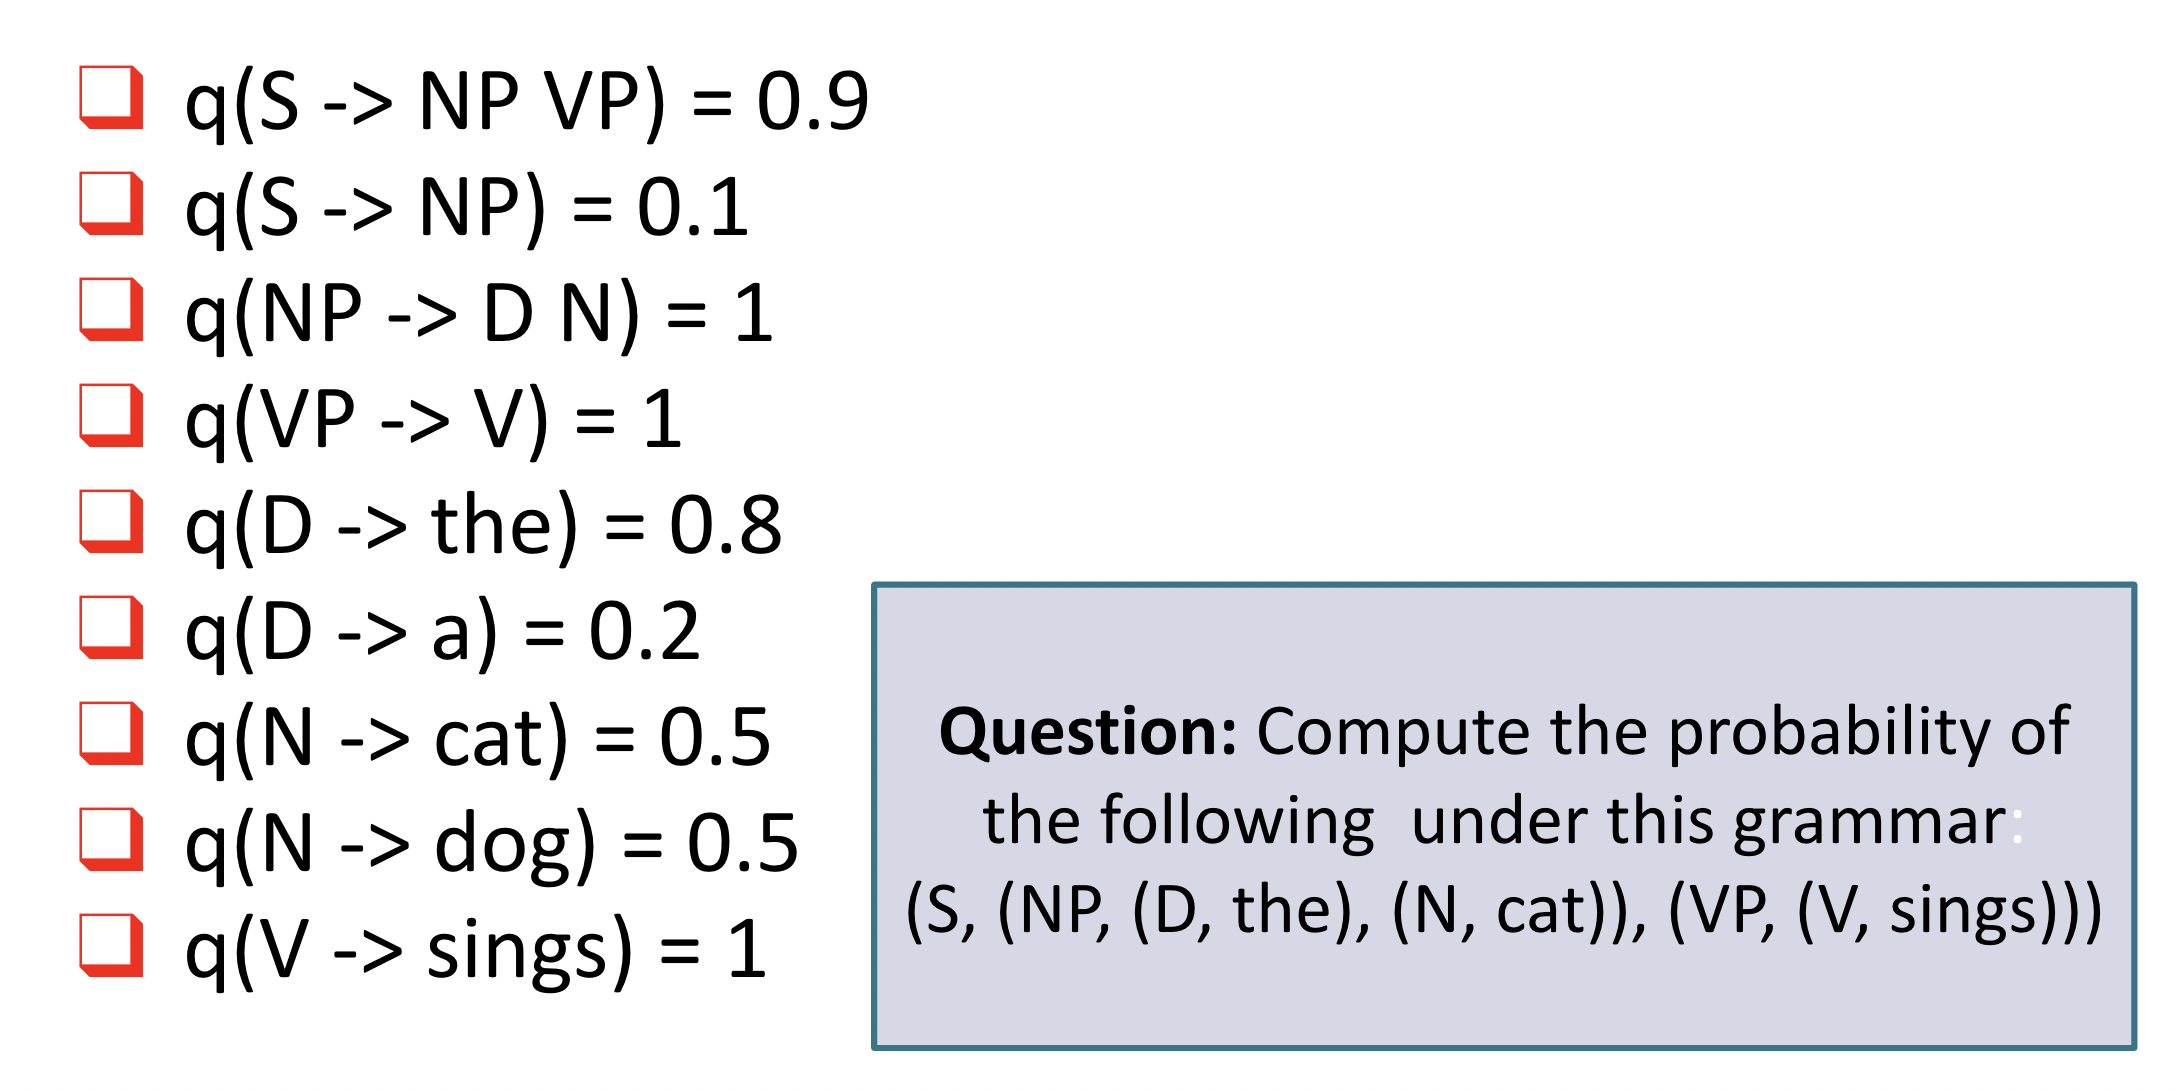 q(S -> NP VP) = 0.9
q(S -> NP) = 0.1
q(NP -> D N) = 1
q(VP -> V) = 1
q(D -> the) = 0.8
q(D -> a) = 0.2
q(N -> cat) = 0.5
q(N -> dog) = 0.5
q(V -> sings) = 1
Question: Compute the probability of
the following under this grammar:
(S, (NP, (D, the), (N, cat)), (VP, (V, sings)))